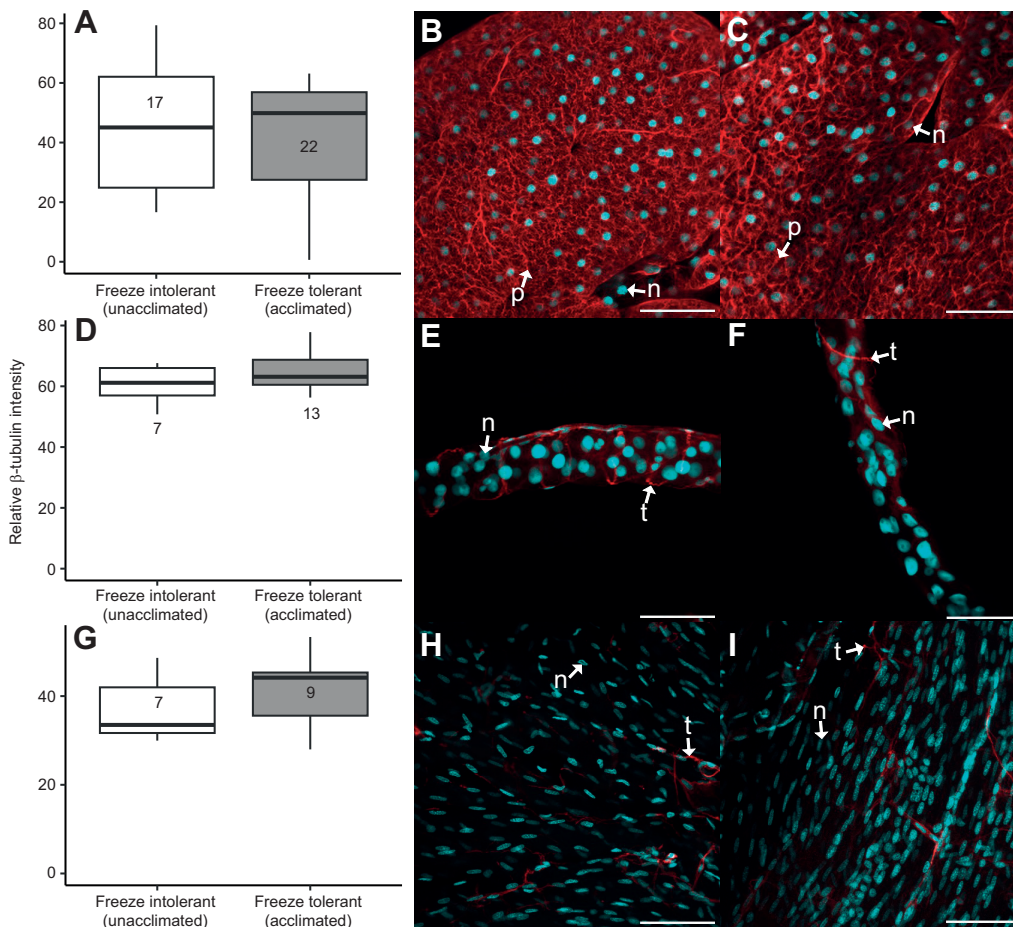 Relative β-tubulin intensity
A
80
60
40
20
0
17
22
Freeze intolerant
(unacclimated)
Freeze tolerant
(acclimated)
B
p
n
C
n
p
D
80
60
40
20
0
7
13
Freeze intolerant
(unacclimated)
Freeze tolerant
(acclimated)
E
n
t
F
t
n
G
40
20
0
7
9
Freeze intolerant
(unacclimated)
Freeze tolerant
(acclimated)
H
n
t
I
t
n